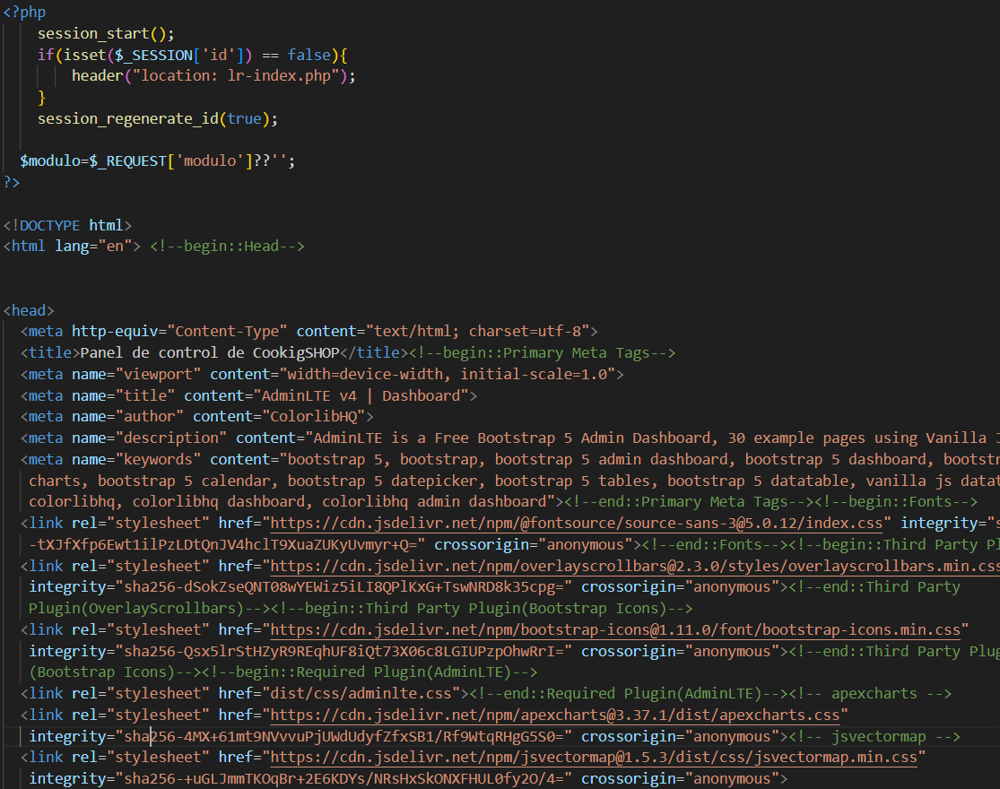 <?php
session_start();
if(isset($_SESSION['id']) == false){
header("location: lr-index.php");
}
session_regenerate_id(true);
$modulo=$_REQUEST['modulo']??'';
?>
<!DOCTYPE html>
<html lang="en"> <!--begin::Head-->
<head>
<meta http-equiv="Content-Type" content="text/html; charset=utf-8">
<title>Panel de control de CookigSHOP</title><!--begin::Primary Meta Tags-->
<meta name="viewport" content="width=device-width, initial-scale=1.0">
<meta name="title" content="AdminLTE v4 | Dashboard">
<meta name="author" content="ColorlibHQ">
<meta name="description" content="AdminLTE is a Free Bootstrap 5 Admin Dashboard, 30 example pages using Vanilla
<meta name="keywords" content="bootstrap 5, bootstrap, bootstrap 5 admin dashboard, bootstrap 5 dashboard, bootstr
charts, bootstrap 5 calendar, bootstrap 5 datepicker, bootstrap 5 tables, bootstrap 5 datatable, vanilla js datat
colorlibhq, colorlibhq dashboard, colorlibhq admin dashboard"><!--end::Primary Meta Tags--><!--begin::Fonts-->
<link rel="stylesheet" href="https://cdn.jsdelivr.net/npm/@fontsource/source-sans-3@5.0.12/index.css" integrity="s
-tXJfXfp6Ewt1ilPzLDtQnJV4hclT9XuaZUKyUvmyr+Q=" crossorigin="anonymous"><!--end::Fonts--><!--begin::Third Party Pl
<link rel="stylesheet" href="https://cdn.jsdelivr.net/npm/overlayscrollbars@2.3.0/styles/overlayscrollbars.min.css
integrity="sha256-dSokZseQNT08wYEWiz5iLI8QPlKxG+TswNRD8k35cpg=" crossorigin="anonymous"><!--end::Third Party
Plugin(OverlayScrollbars)--><!--begin::Third Party Plugin(Bootstrap Icons)-->
<link rel="stylesheet" href="https://cdn.jsdelivr.net/npm/bootstrap-icons@1.11.0/font/bootstrap-icons.min.css"
integrity="sha256-Qsx5lrStHZyR9REqhUF8iQt73X06c8LGIUPzpOhwRrI=" crossorigin="anonymous"><!--end::Third Party Plug
(Bootstrap Icons)--><!--begin::Required Plugin(AdminLTE)-->
<link rel="stylesheet" href="dist/css/adminlte.css"><!--end::Required Plugin(AdminLTE)--><!-- apexcharts -->
<link rel="stylesheet" href="https://cdn.jsdelivr.net/npm/apexcharts@3.37.1/dist/apexcharts.css"
integrity="sha256-4MX+61mt9NVvvuPjUWdUdyfZfxSB1/Rf9WtqRHgG5S0=" crossorigin="anonymous"><!-- jsvectormap -->
<link rel="stylesheet" href="https://cdn.jsdelivr.net/npm/jsvectormap@1.5.3/dist/css/jsvectormap.min.css"
integrity="sha256-+uGLJmmTKOqBr+2E6KDYs/NRsHxSkONXFHUL0fy2O/4=" crossorigin="anonymous">